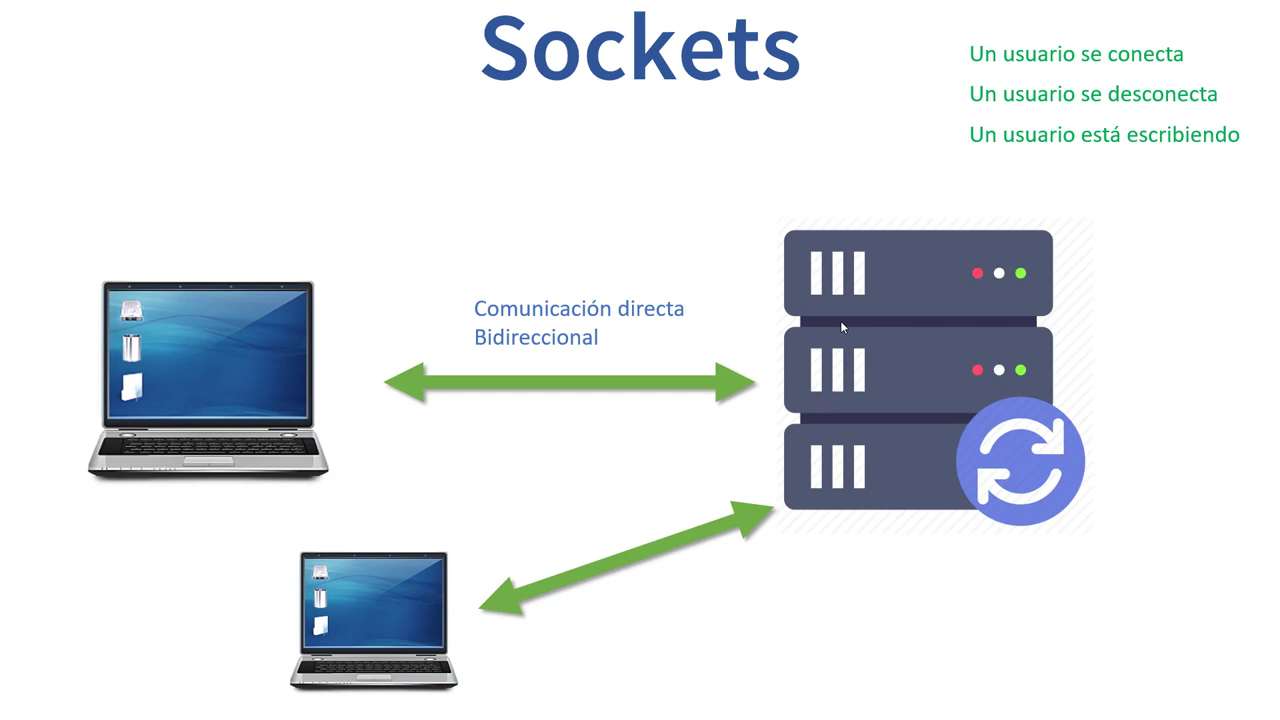 Sockets
Un usuario se conecta
Un usuario se desconecta
Un usuario está escribiendo
Comunicación directa
Bidireccional